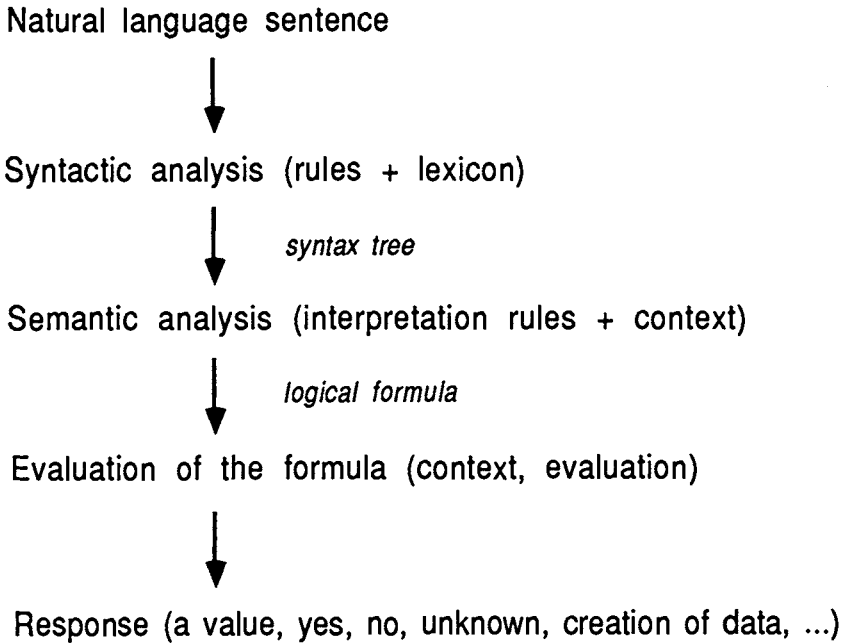 Natural language sentence
Syntactic analysis (rules + lexicon)
syntax tree
Semantic analysis (interpretation rules + context)
logical formula
Evaluation of the formula (context, evaluation)
Response (a value, yes, no, unknown, creation of data, ...)